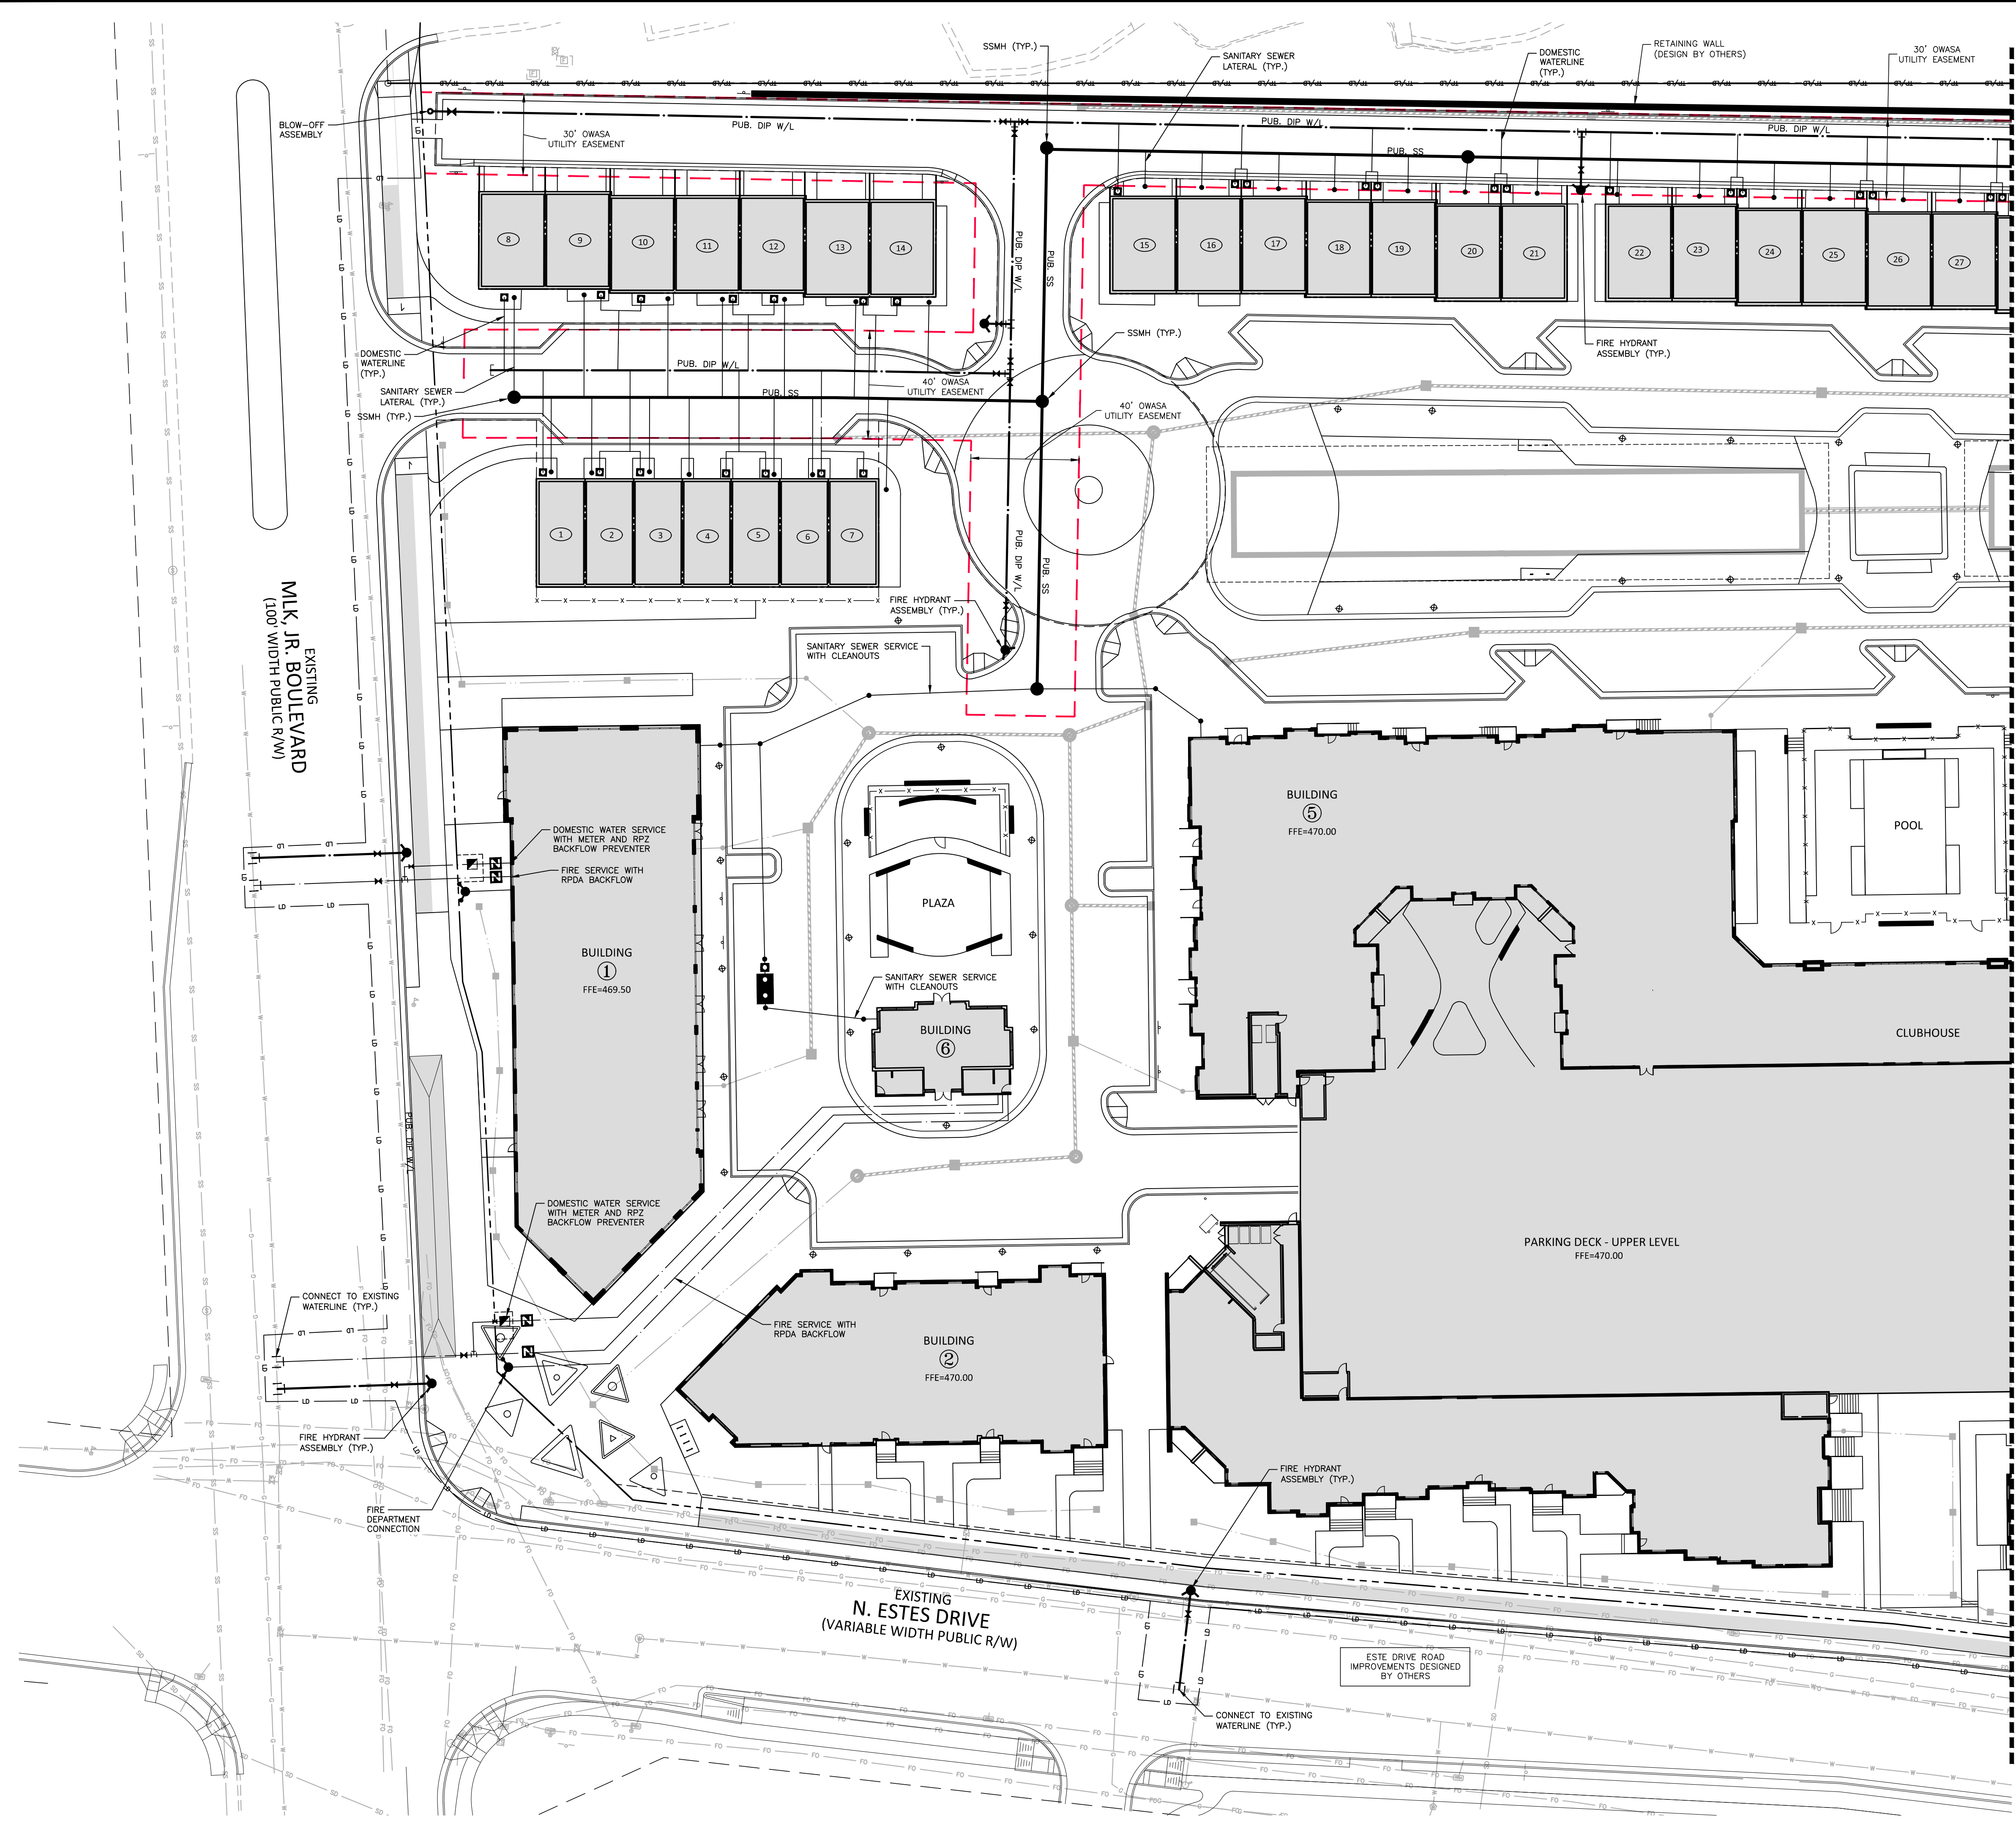 SSMH (TYP.)
SANITARY SEWER
LATERAL (TYP.)
DOMESTIC
WATERLINE
(TYP.)
RETAINING WALL
(DESIGN BY OTHERS)
30' OWASA
UTILITY EASEMENT
BLOW-OFF
ASSEMBLY
PUB. DIP W/L
PUB. DIP W/L
PUB. DIP W/L
30' OWASA
UTILITY EASEMENT
PUB. SS
8
9
10
11
12
13
14
15
16
17
18
19
20
21
22
23
24
25
26
27
PUB. DIP W/L
PUB. SS
DOMESTIC
WATERLINE
(TYP.)
SANITARY SEWER
LATERAL (TYP.)
SSMH (TYP.)
PUB. DIP W/L
PUB. SS
40' OWASA
UTILITY EASEMENT
SSMH (TYP.)
40' OWASA
UTILITY EASEMENT
FIRE HYDRANT
ASSEMBLY (TYP.)
1
2
3
4
5
6
7
PUB. DIP W/L
PUB. SS
FIRE HYDRANT
ASSEMBLY (TYP.)
EXISTING
MLK, JR. BOULEVARD
(100' WIDTH PUBLIC R/W)
SANITARY SEWER SERVICE
WITH CLEANOUTS
DOMESTIC WATER SERVICE
WITH METER AND RPZ
BACKFLOW PREVENTER
FIRE SERVICE WITH
RPDA BACKFLOW
BUILDING
1
FFE=469.50
PLAZA
SANITARY SEWER SERVICE
WITH CLEANOUTS
BUILDING
6
BUILDING
5
FFE=470.00
POOL
CLUBHOUSE
PUB. DIP W/L
DOMESTIC WATER SERVICE
WITH METER AND RPZ
BACKFLOW PREVENTER
PARKING DECK - UPPER LEVEL
FFE=470.00
CONNECT TO EXISTING
WATERLINE (TYP.)
FIRE SERVICE WITH
RPDA BACKFLOW
BUILDING
2
FFE=470.00
FIRE HYDRANT
ASSEMBLY (TYP.)
FIRE
DEPARTMENT
CONNECTION
FIRE HYDRANT
ASSEMBLY (TYP.)
EXISTING
N. ESTES DRIVE
(VARIABLE WIDTH PUBLIC R/W)
ESTE DRIVE ROAD
IMPROVEMENTS DESIGNED
BY OTHERS
CONNECT TO EXISTING
WATERLINE (TYP.)